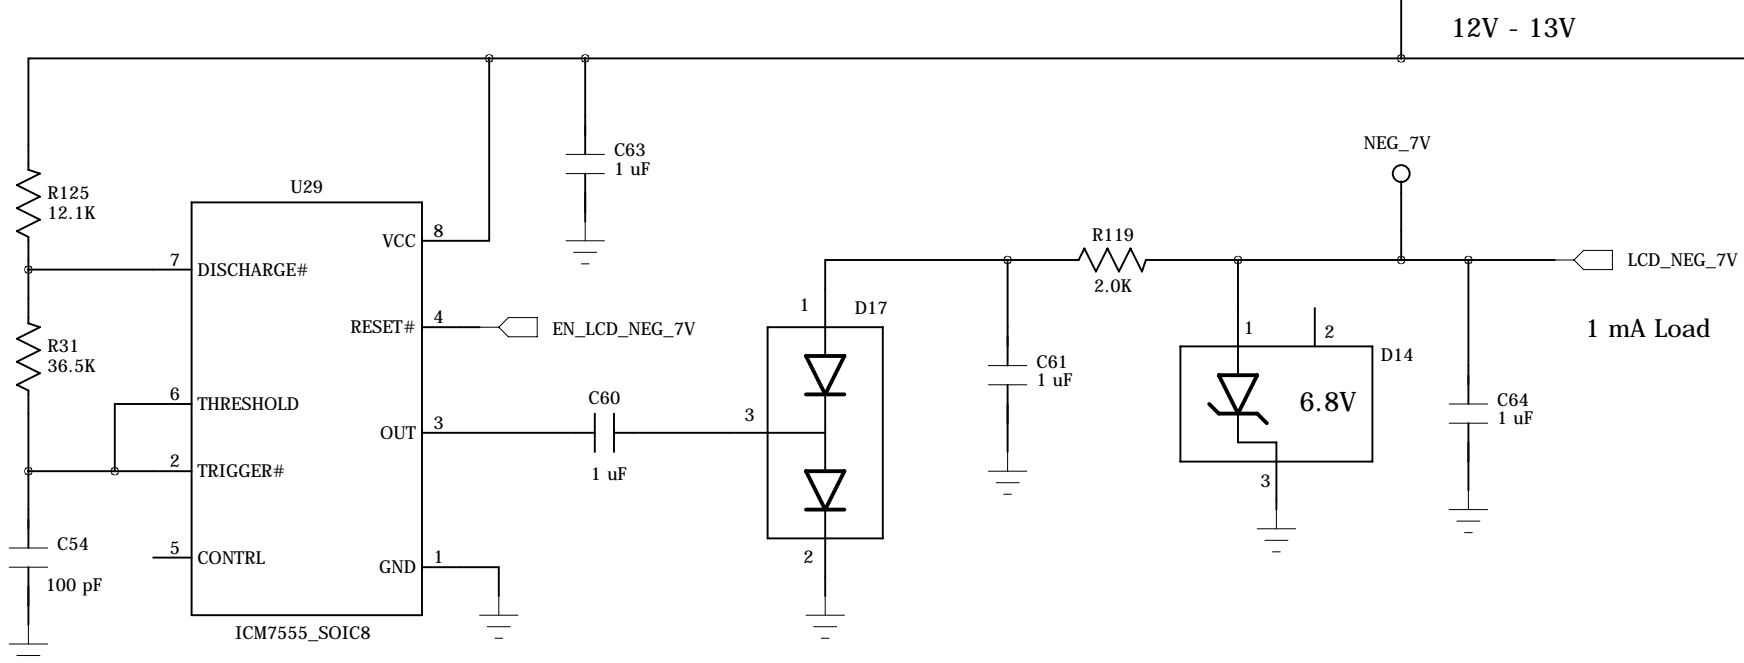 12V - 13V
C63
1 uF
NEG_7V
R125
12.1K
U29
8
VCC
R119
2.0K
7
DISCHARGE#
LCD_NEG_7V
1
D17
4
RESET#
EN_LCD_NEG_7V
1
2
1 mA Load
R31
36.5K
D14
C61
1 uF
6
THRESHOLD
C60
6.8V
C64
1 uF
3
OUT
3
2
TRIGGER#
1 uF
3
C54
100 pF
5
CONTRL
2
1
GND
ICM7555_SOIC8